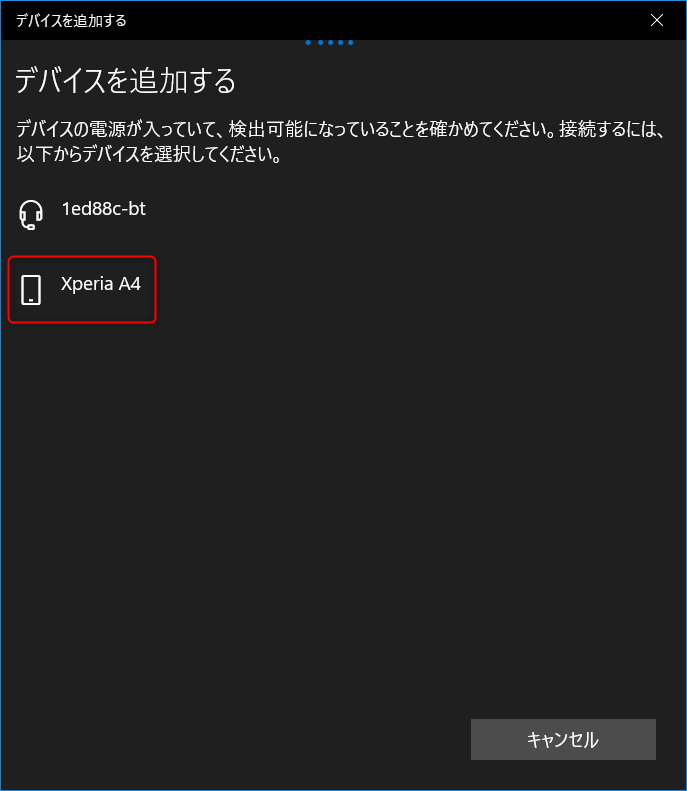 デバイスを追加する
デバイスを追加する
デバイスの電源が入っていて、検出可能になっていることを確かめてください。接続するには、
以下からデバイスを選択してください。
1ed88c-bt
Xperia A4
キャンセル